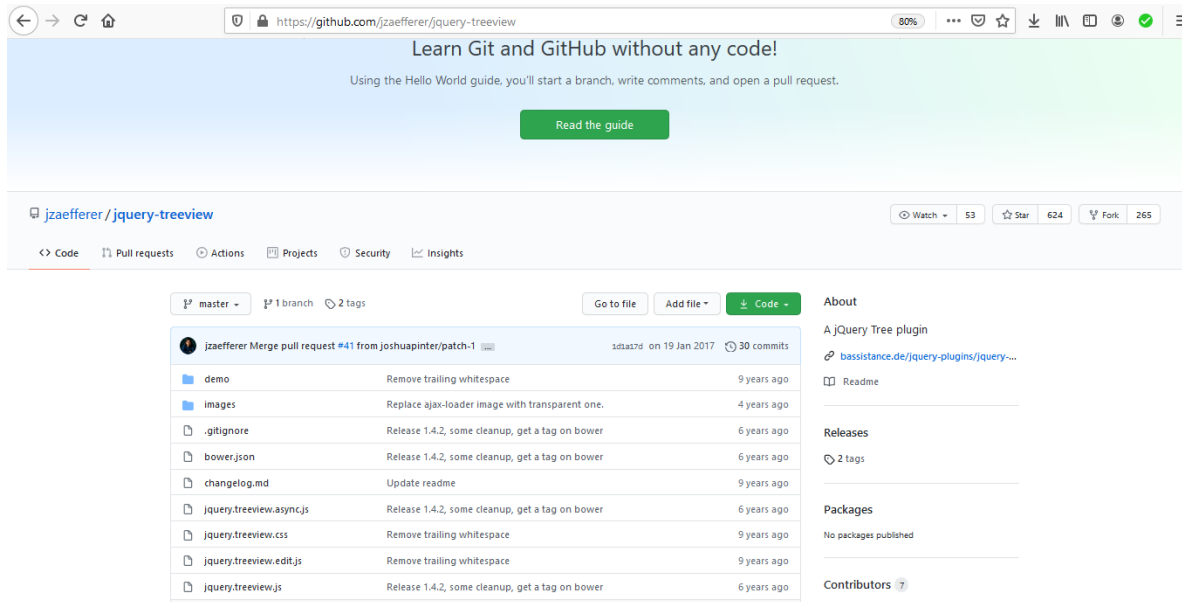 https://github.com/jzaefferer/jquery-treeview
80%
Learn Git and GitHub without any code!
Using the Hello World guide, you'll start a branch, write comments, and open a pull request.
Read the guide
jzaefferer / jquery-treeview
Watch 53 Star 624 Fork 265
Code Pull requests Actions Projects Security Insights
master 1 branch 2 tags Go to file Add file Code
jzaefferer Merge pull request #41 from joshuapinter/patch-1 ... 1d1a17d on 19 Jan 2017 30 commits
demo Remove trailing whitespace 9 years ago
images Replace ajax-loader image with transparent one. 4 years ago
.gitignore Release 1.4.2, some cleanup, get a tag on bower 6 years ago
bower.json Release 1.4.2, some cleanup, get a tag on bower 6 years ago
changelog.md Update readme 9 years ago
jquery.treeview.async.js Release 1.4.2, some cleanup, get a tag on bower 6 years ago
jquery.treeview.css Remove trailing whitespace 9 years ago
jquery.treeview.edit.js Remove trailing whitespace 9 years ago
jquery.treeview.js Release 1.4.2, some cleanup, get a tag on bower 6 years ago
About
A jQuery Tree plugin
bassistance.de/jquery-plugins/jquery-...
Readme
Releases
2 tags
Packages
No packages published
Contributors 7